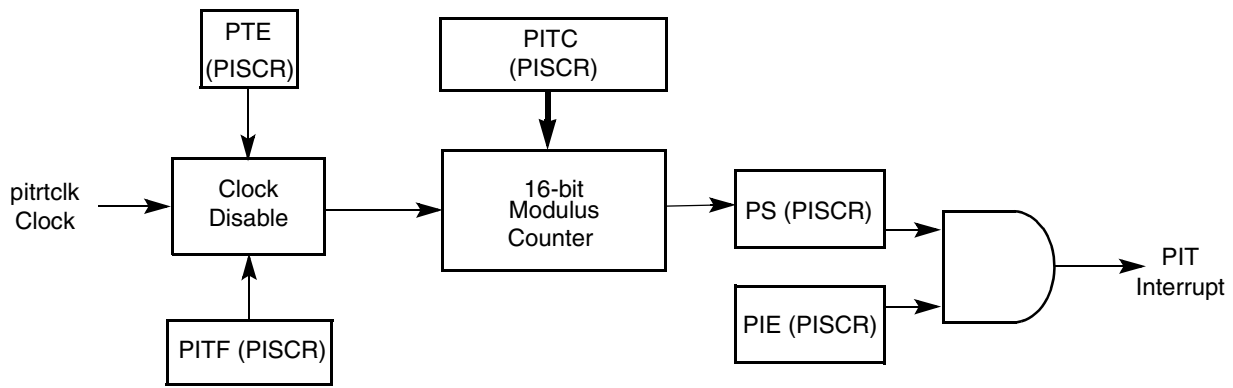 PTE
(PISCR)
PITC
(PISCR)
pitrtclk
Clock
Clock
Disable
16-bit
Modulus
Counter
PS (PISCR)
PIE (PISCR)
PITF (PISCR)
PIT
Interrupt